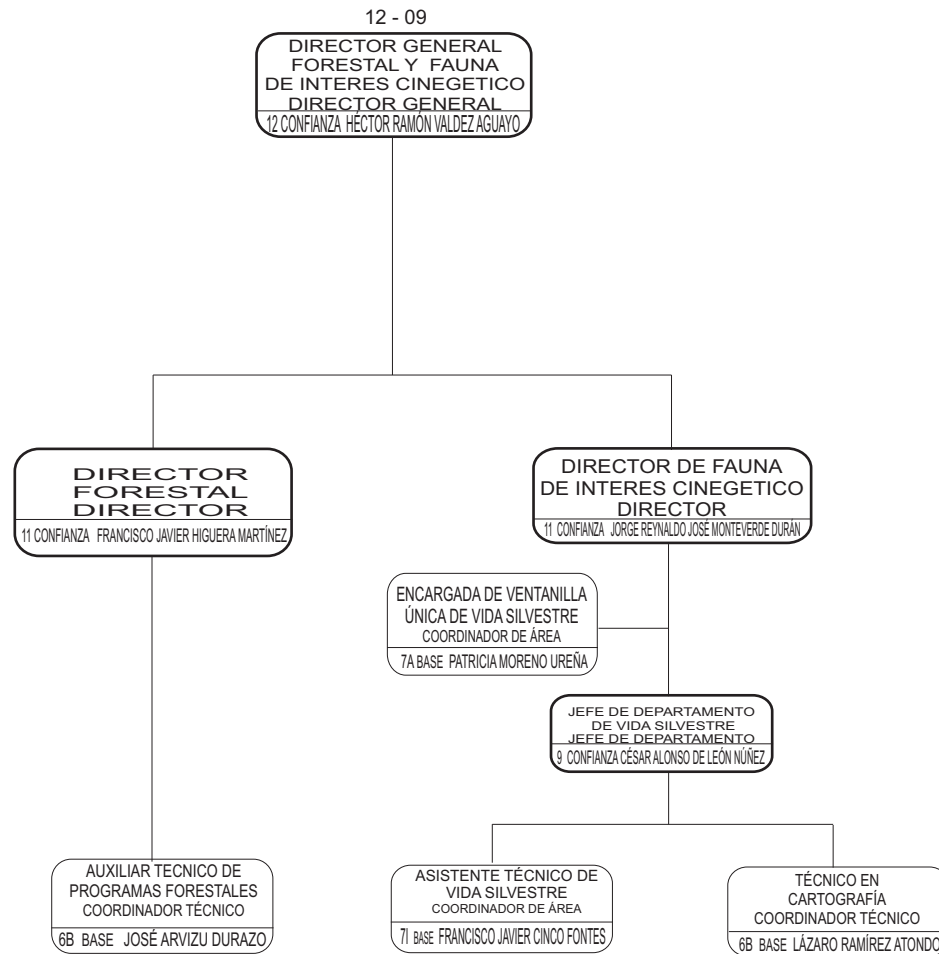 12 - 09
DIRECTOR GENERAL
FORESTAL Y FAUNA
DE INTERES CINEGETICO
DIRECTOR GENERAL
12 CONFIANZA HÉCTOR RAMÓN VALDEZ AGUAYO
DIRECTOR
FORESTAL
DIRECTOR
11 CONFIANZA FRANCISCO JAVIER HIGUERA MARTÍNEZ
DIRECTOR DE FAUNA
DE INTERES CINEGETICO
DIRECTOR
11 CONFIANZA JORGE REYNALDO JOSÉ MONTEVERDE DURÁN
ENCARGADA DE VENTANILLA
ÚNICA DE VIDA SILVESTRE
COORDINADOR DE ÁREA
7A BASE PATRICIA MORENO UREÑA
JEFE DE DEPARTAMENTO
DE VIDA SILVESTRE
JEFE DE DEPARTAMENTO
9 CONFIANZA CÉSAR ALONSO DE LEÓN NÚÑEZ
AUXILIAR TECNICO DE
PROGRAMAS FORESTALES
COORDINADOR TÉCNICO
6B BASE JOSÉ ARVIZU DURAZO
ASISTENTE TÉCNICO DE
VIDA SILVESTRE
COORDINADOR DE ÁREA
7I BASE FRANCISCO JAVIER CINCO FONTES
TÉCNICO EN
CARTOGRAFÍA
COORDINADOR TÉCNICO
6B BASE LÁZARO RAMÍREZ ATONDO